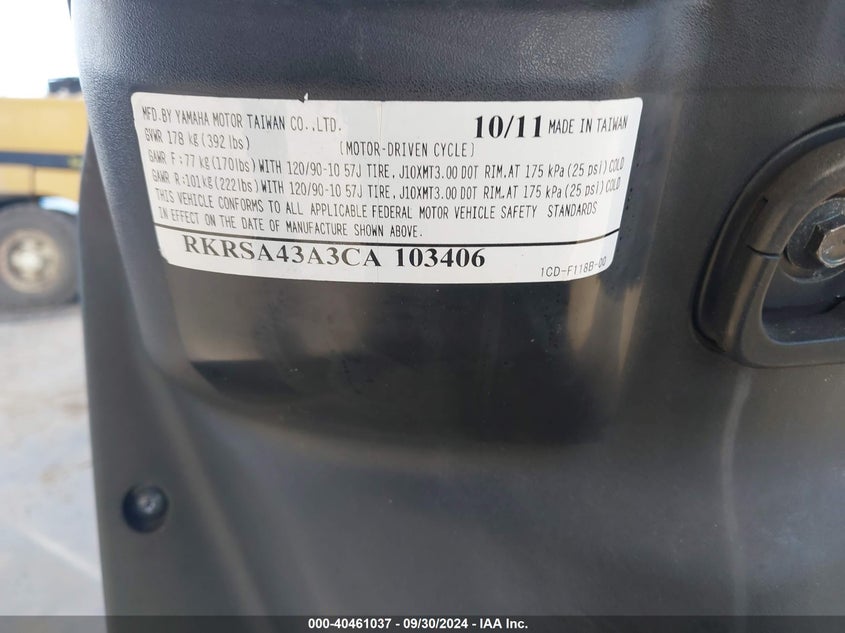 MFD.BY YAMAHA MOTOR TAIWAN CO.,LTD. 10/11 MADE IN TAIWAN
GVWR 178 kg (392 lbs) (MOTOR-DRIVEN CYCLE)
GAWR F:77 kg(170lbs) WITH 120/90-10 57J TIRE, J10XMT3.00 DOT RIM.AT 175 kPa (25 psi) COLD
GAWR R:101kg(222lbs) WITH 120/90-10 57J TIRE, J10XMT3.00 DOT RIM.AT 175 kPa (25 psi) COLD
THIS VEHICLE CONFORMS TO ALL APPLICABLE FEDERAL MOTOR VEHICLE SAFETY STANDARDS
IN EFFECT ON THE DATE OF MANUFACTURE SHOWN ABOVE.
RKRSA43A3CA 103406
1CD-F118B-00
000-40461037 - 09/30/2024 - IAA Inc.